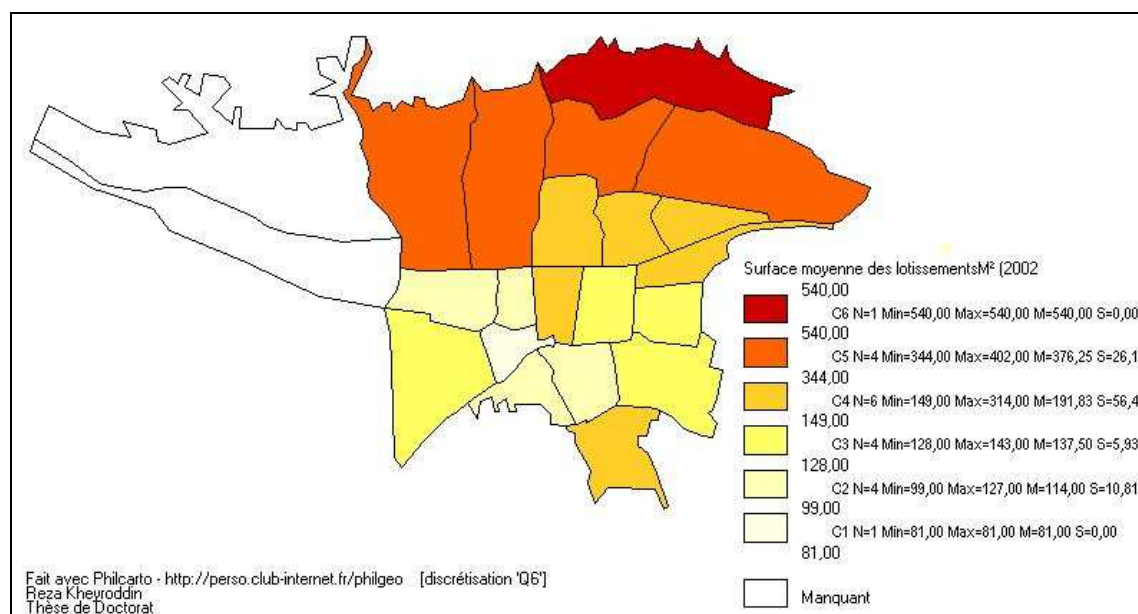 Surface moyenne des lotissementsM² (2002
540,00
C6 N=1 Min=540,00 Max=540,00 M=540,00 S=0,00
540,00
C5 N=4 Min=344,00 Max=402,00 M=376,25 S=26,1
344,00
C4 N=6 Min=149,00 Max=314,00 M=191,83 S=56,4
149,00
C3 N=4 Min=128,00 Max=143,00 M=137,50 S=5,93
128,00
C2 N=4 Min=99,00 Max=127,00 M=114,00 S=10,81
99,00
C1 N=1 Min=81,00 Max=81,00 M=81,00 S=0,00
81,00
Manquant
Fait avec Philcarto - http://perso.club-internet.fr/philgeo [discrétisation 'Q6']
Reza Kheyroddin
Thèse de Doctorat